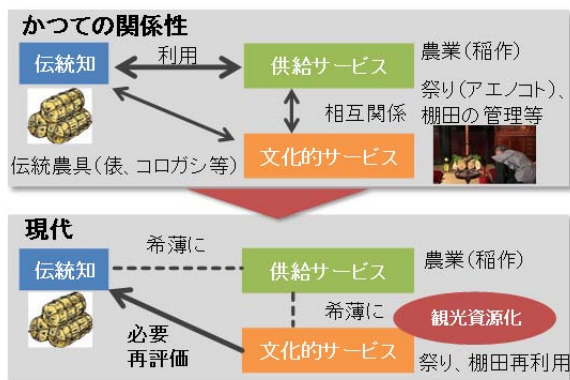 かつての関係性
伝統知
利用
供給サービス
農業(稲作)
祭り(アエノコト)、
棚田の管理等
相互関係
文化的サービス
伝統農具(俵、コロガシ等)
現代
伝統知
希薄に
供給サービス
農業(稲作)
希薄に
観光資源化
必要
再評価
文化的サービス
祭り、棚田再利用